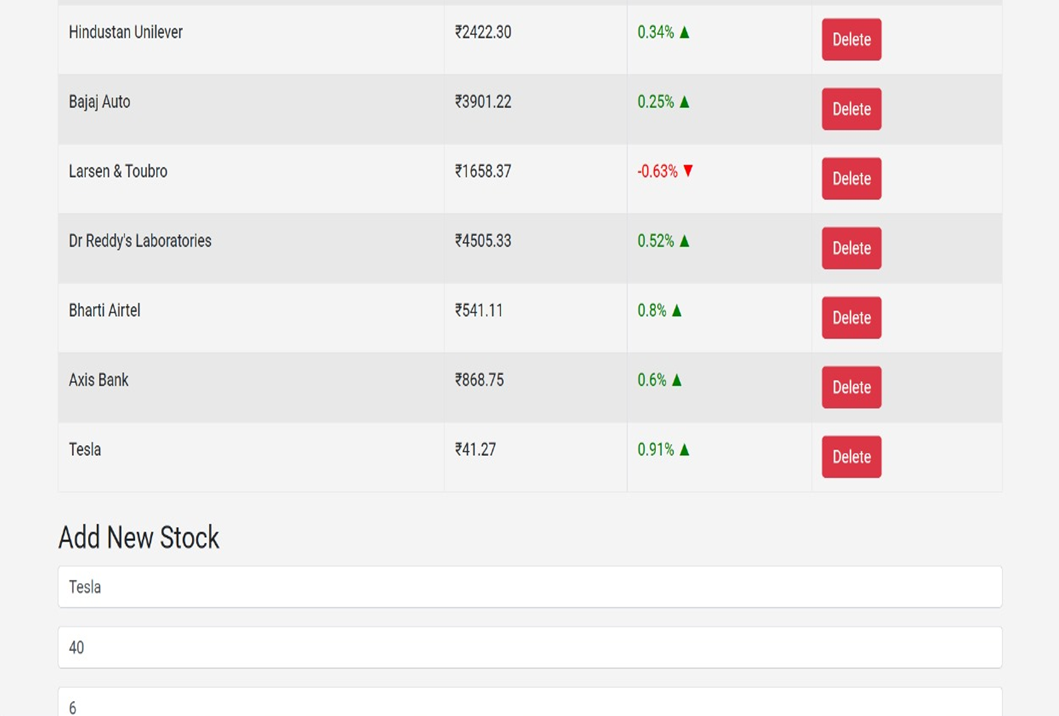 Hindustan Unilever ₹2422.30 0.34% ▲ Delete
Bajaj Auto ₹3901.22 0.25% ▲ Delete
Larsen & Toubro ₹1658.37 -0.63% ▼ Delete
Dr Reddy's Laboratories ₹4505.33 0.52% ▲ Delete
Bharti Airtel ₹541.11 0.8% ▲ Delete
Axis Bank ₹868.75 0.6% ▲ Delete
Tesla ₹41.27 0.91% ▲ Delete
Add New Stock
Tesla
40
6